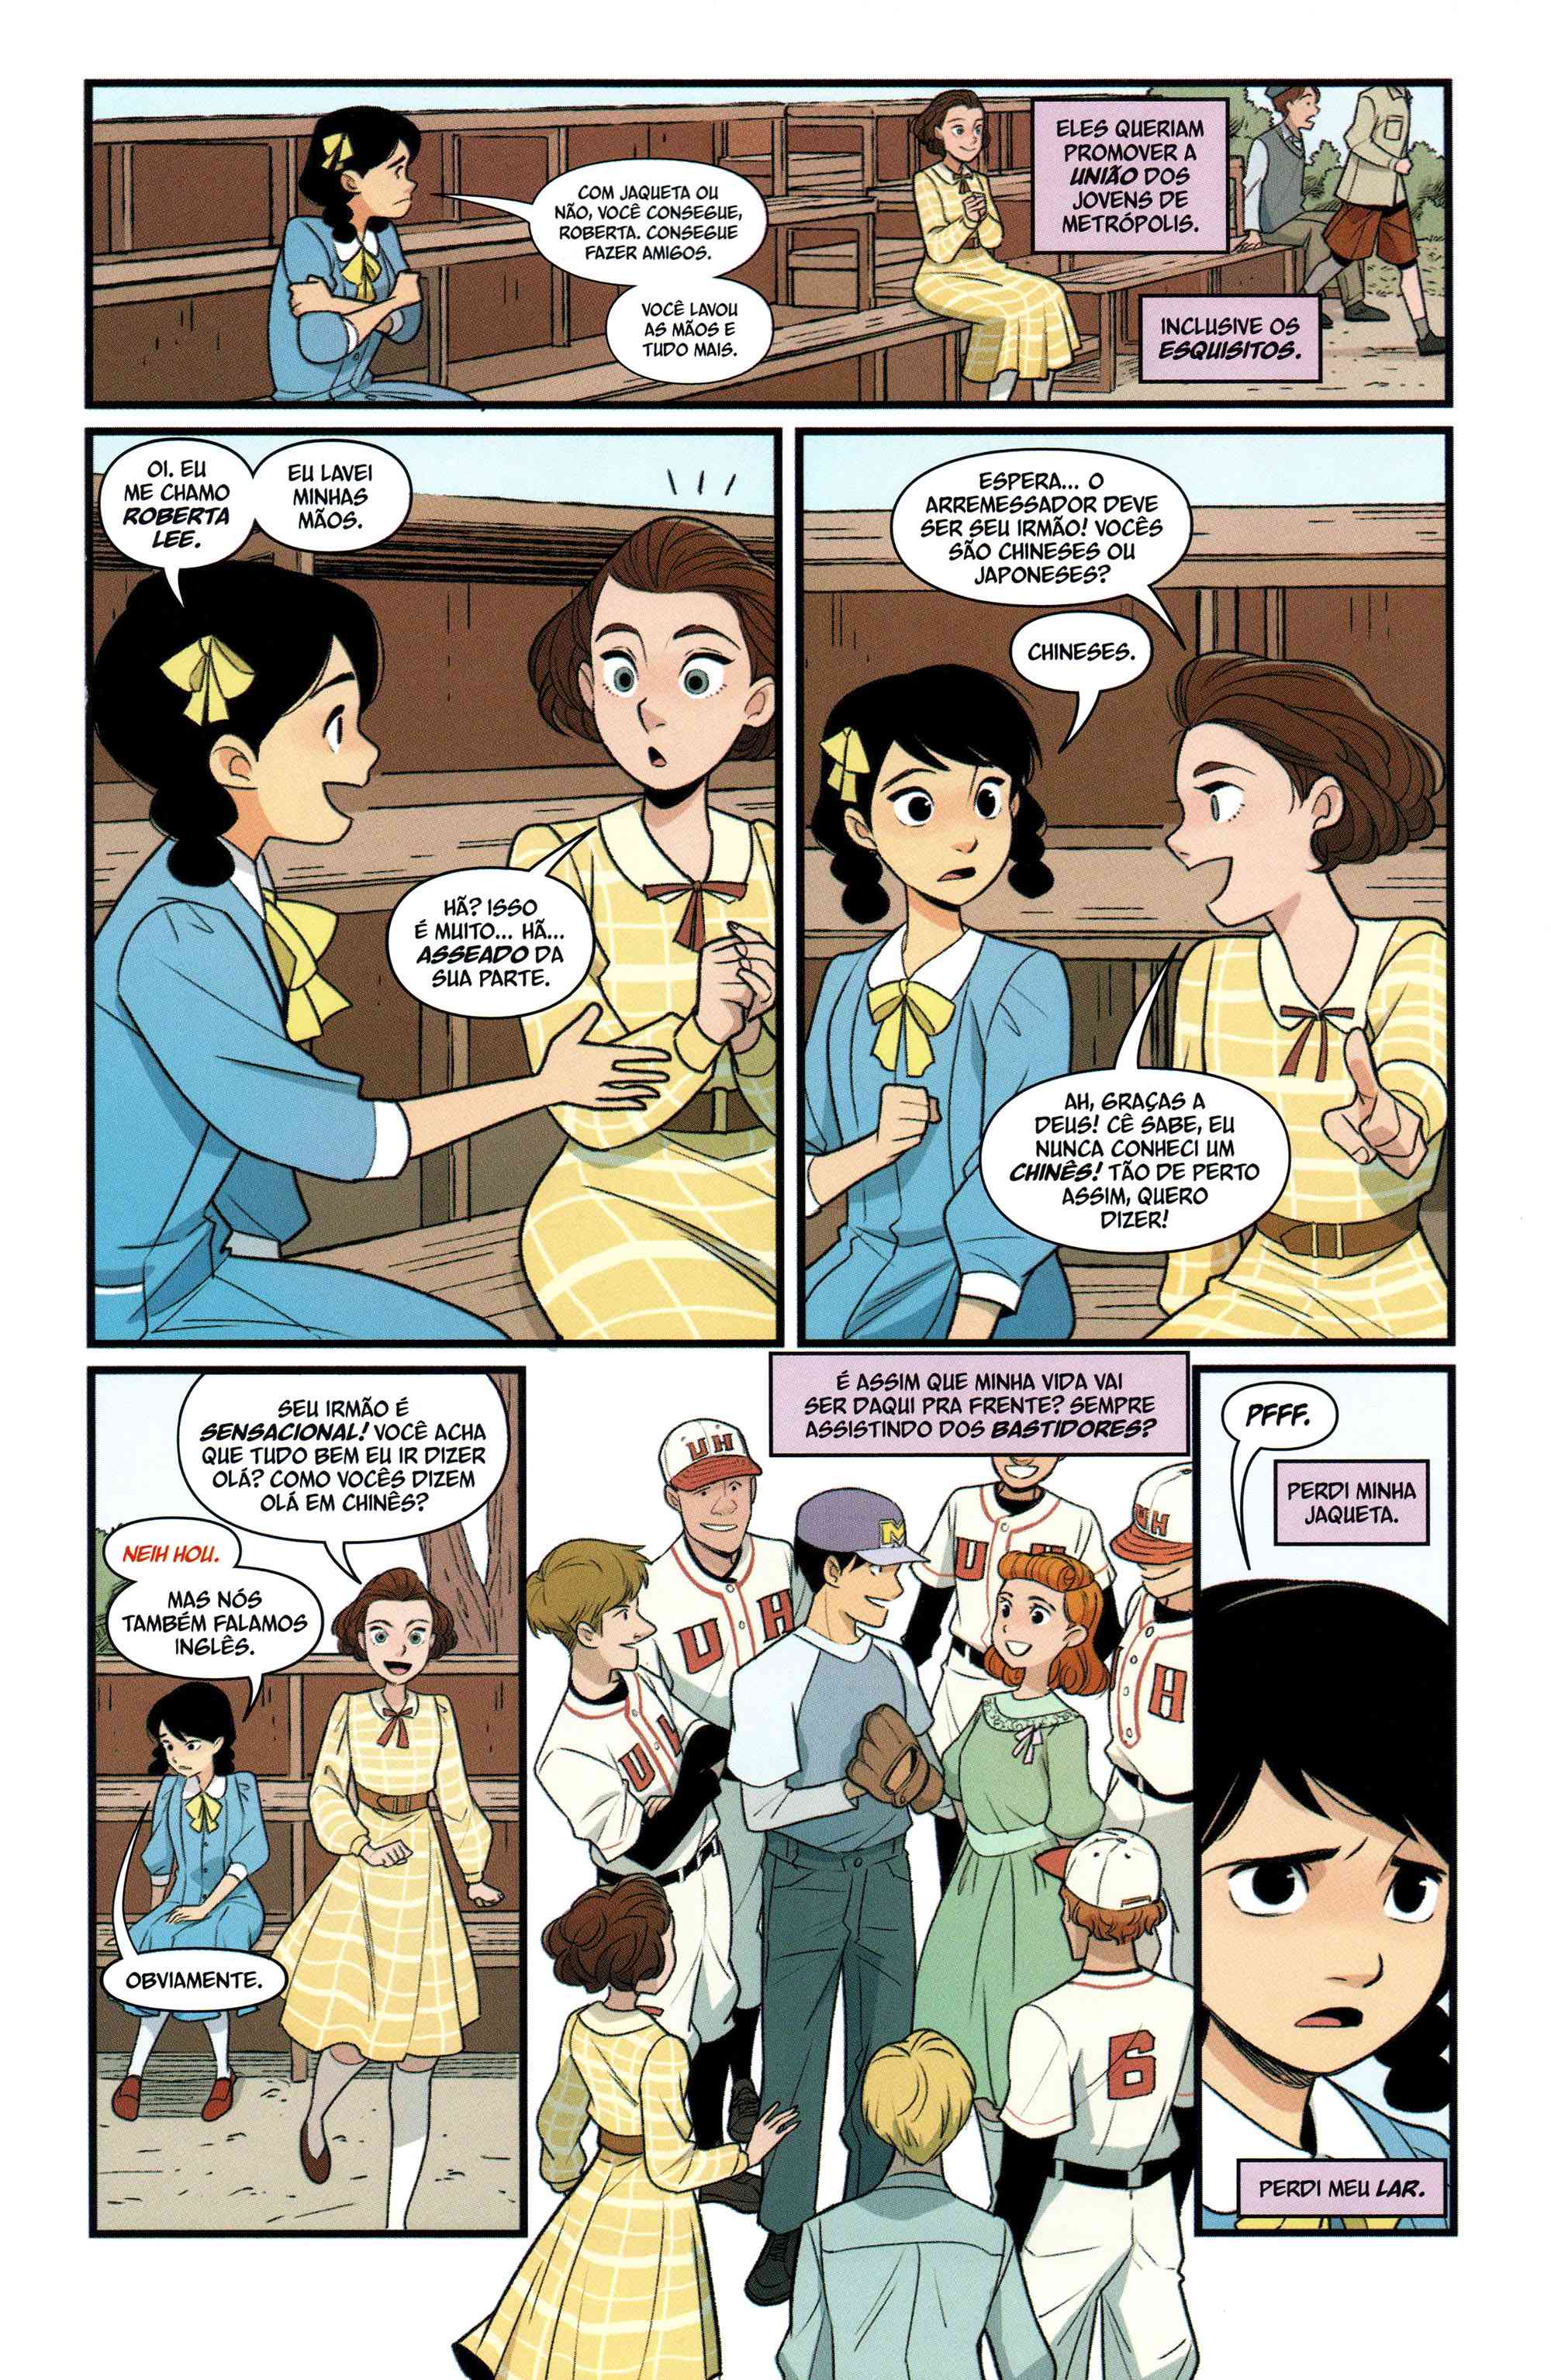 COM JAQUETA OU
NÃO, VOCÊ CONSEGUE,
ROBERTA. CONSEGUE
FAZER AMIGOS.
VOCÊ LAVOU
AS MÃOS E
TUDO MAIS.
ELES QUERIAM
PROMOVER A
UNIÃO DOS
JOVENS DE
METRÓPOLIS.
INCLUSIVE OS
ESQUISITOS.
OI. EU
ME CHAMO
ROBERTA
LEE.
EU LAVEI
MINHAS
MÃOS.
HÃ? ISSO
É MUITO... HÃ...
ASSEADO DA
SUA PARTE.
ESPERA... O
ARREMESSADOR DEVE
SER SEU IRMÃO! VOCÊS
SÃO CHINESES OU
JAPONESES?
CHINESES.
AH, GRAÇAS A
DEUS! CÊ SABE, EU
NUNCA CONHECI UM
CHINÊS! TÃO DE PERTO
ASSIM, QUERO
DIZER!
SEU IRMÃO É
SENSACIONAL! VOCÊ ACHA
QUE TUDO BEM EU IR DIZER
OLÁ? COMO VOCÊS DIZEM
OLÁ EM CHINÊS?
NEIH HOU.
MAS NÓS
TAMBÉM FALAMOS
INGLÊS.
OBVIAMENTE.
É ASSIM QUE MINHA VIDA VAI
SER DAQUI PRA FRENTE? SEMPRE
ASSISTINDO DOS BASTIDORES?
UH
M
U H
U H
U H
UH
H
6
PFFF.
PERDI MINHA
JAQUETA.
PERDI MEU LAR.